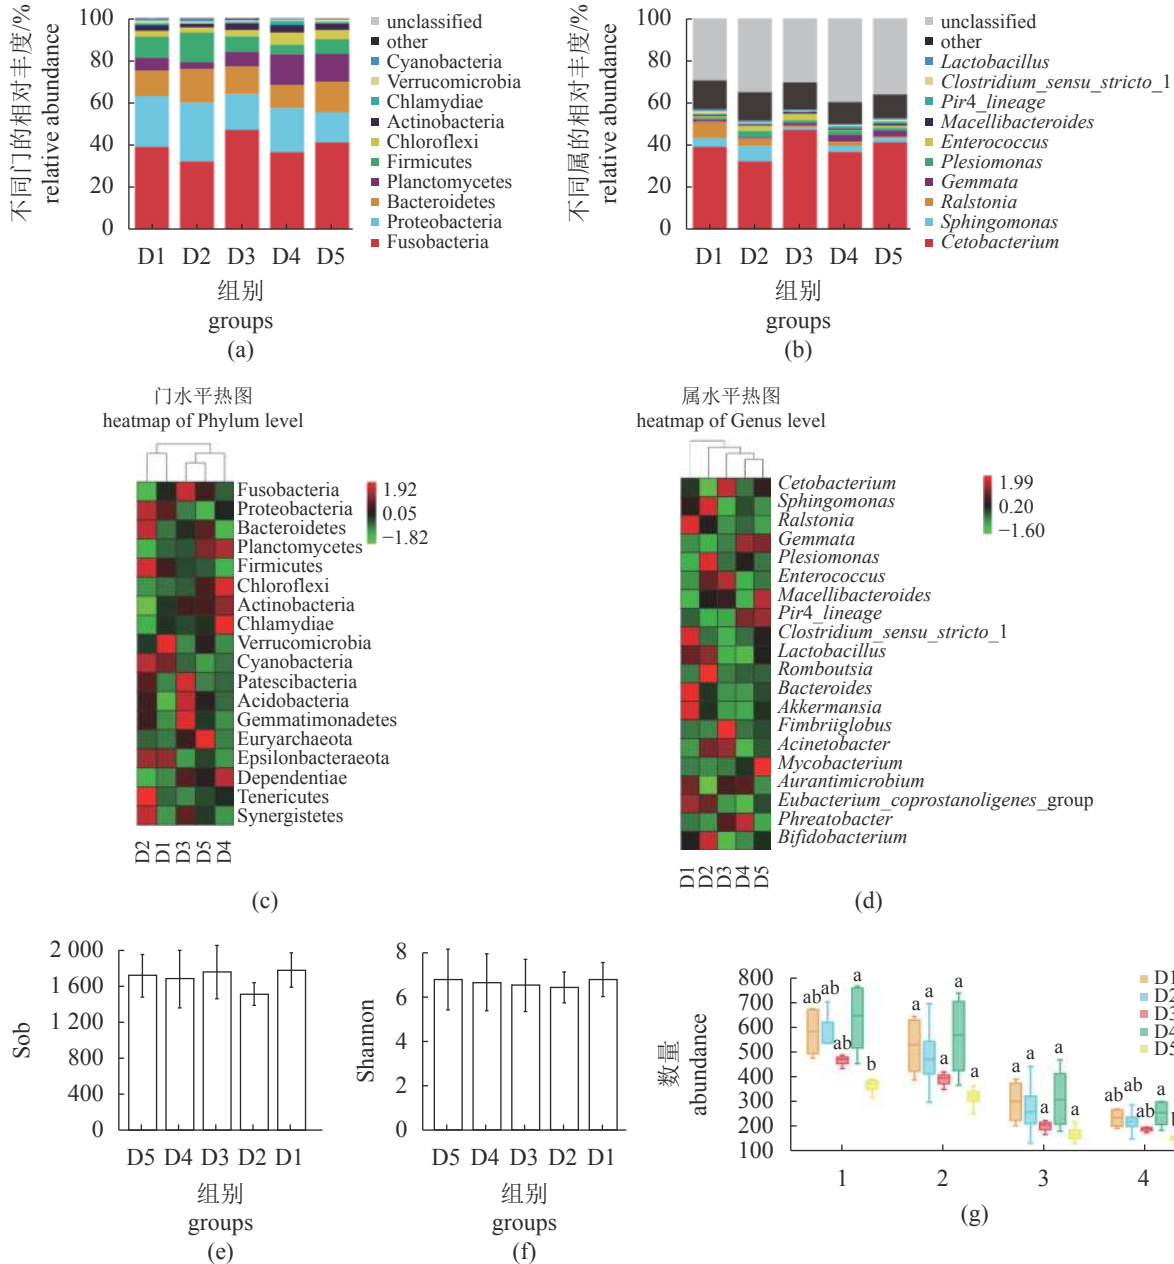 不同门的相对丰度/%
relative abundance
100
80
60
40
20
0
D1 D2 D3 D4 D5
组别
groups
(a)
unclassified
other
Cyanobacteria
Verrucomicrobia
Chlamydiae
Actinobacteria
Chloroflexi
Firmicutes
Planctomycetes
Bacteroidetes
Proteobacteria
Fusobacteria
不同属的相对丰度/%
relative abundance
100
80
60
40
20
0
D1 D2 D3 D4 D5
组别
groups
(b)
unclassified
other
Lactobacillus
Clostridium_sensu_stricto_1
Pir4_lineage
Macellibacteroides
Enterococcus
Plesiomonas
Gemmata
Ralstonia
Sphingomonas
Cetobacterium
门水平热图
heatmap of Phylum level
Fusobacteria
Proteobacteria
Bacteroidetes
Planctomycetes
Firmicutes
Chloroflexi
Actinobacteria
Chlamydiae
Verrucomicrobia
Cyanobacteria
Patescibacteria
Acidobacteria
Gemmatimonadetes
Euryarchaeota
Epsilonbacteraeota
Dependentiae
Tenericutes
Synergistetes
1.92
0.05
−1.82
D2 D1 D3 D5 D4
(c)
属水平热图
heatmap of Genus level
Cetobacterium
Sphingomonas
Ralstonia
Gemmata
Plesiomonas
Enterococcus
Macellibacteroides
Pir4_lineage
Clostridium_sensu_stricto_1
Lactobacillus
Romboutsia
Bacteroides
Akkermansia
Fimbriiglobus
Acinetobacter
Mycobacterium
Aurantimicrobium
Eubacterium_coprostanoligenes_group
Phreatobacter
Bifidobacterium
1.99
0.20
−1.60
D1 D2 D3 D4 D5
(d)
Sob
2 000
1 600
1 200
800
400
0
D5 D4 D3 D2 D1
组别
groups
(e)
Shannon
8
6
4
2
0
D5 D4 D3 D2 D1
组别
groups
(f)
数量
abundance
800
700
600
500
400
300
200
100
ab ab ab a b
a a a a a
a a a a a
ab ab ab a
1 2 3 4
(g)
D1
D2
D3
D4
D5